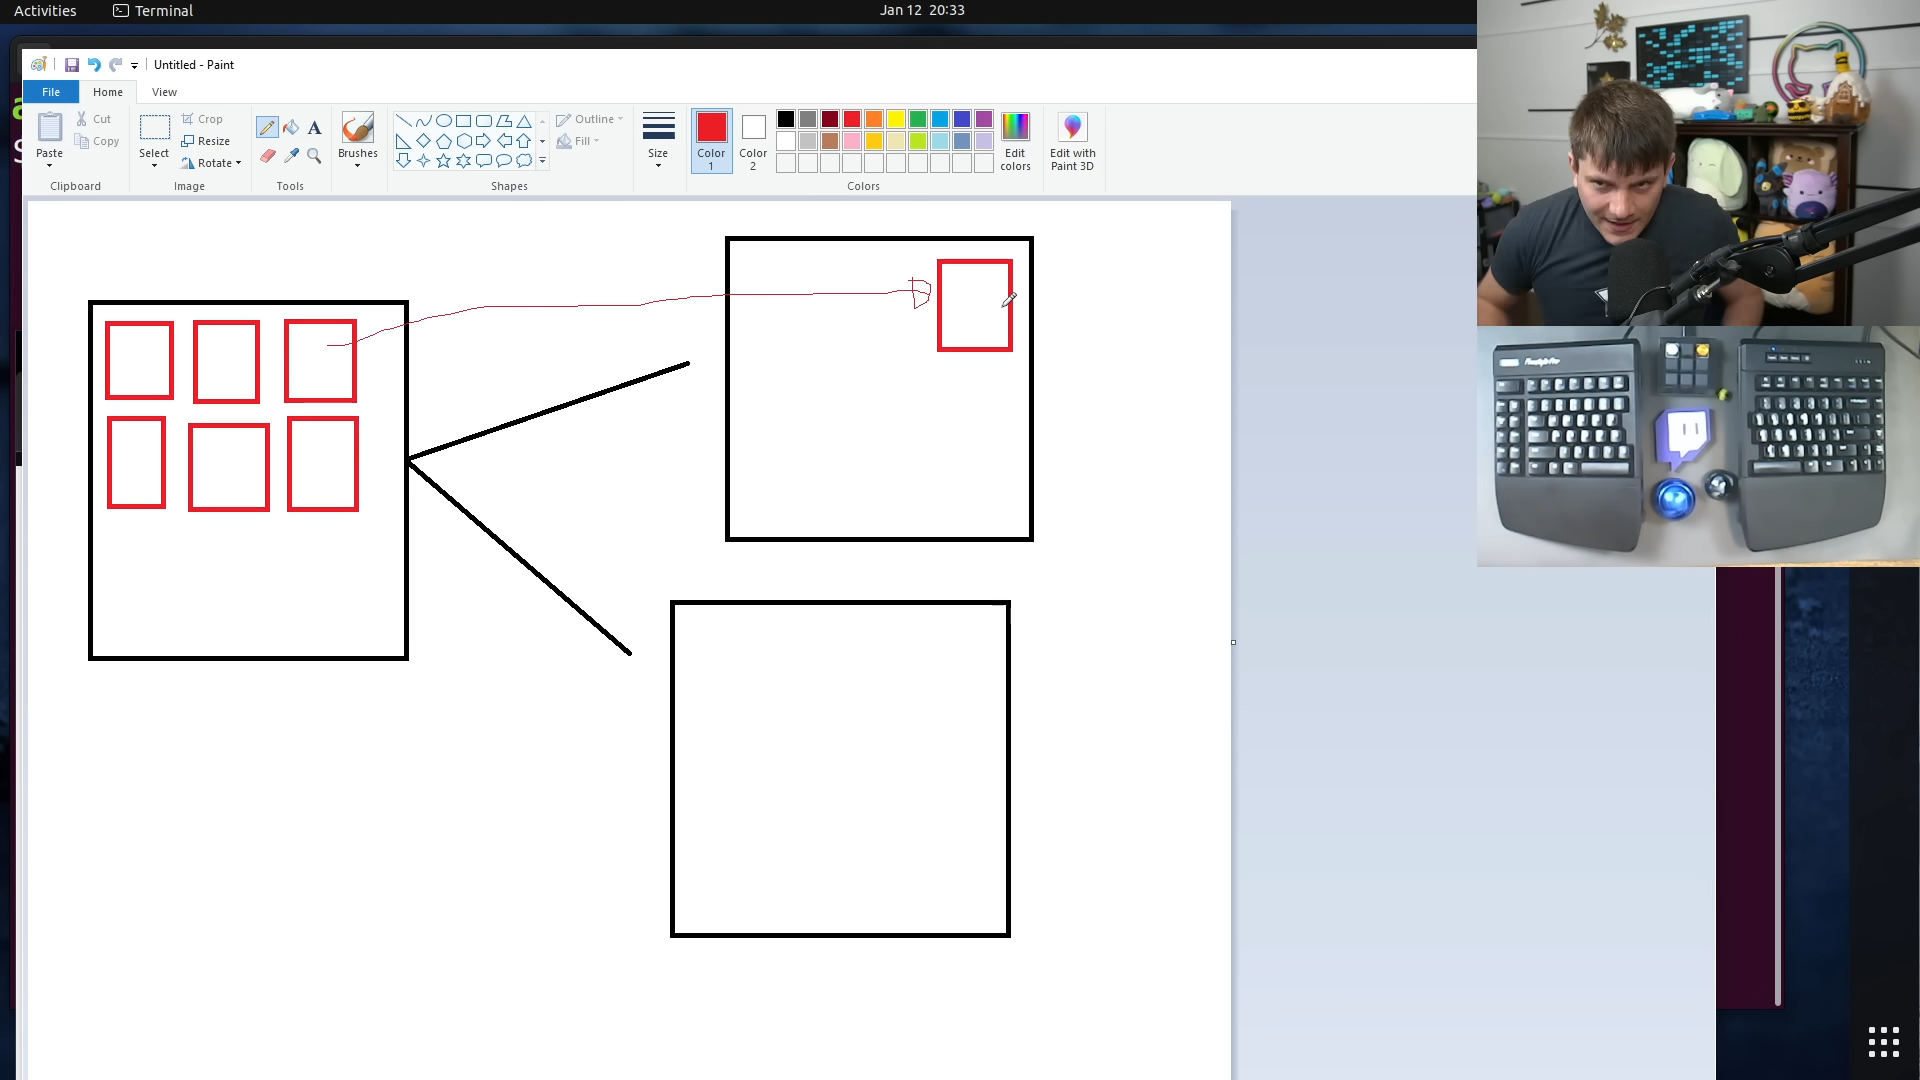 Activities
Terminal
Jan 12 20:33
Untitled - Paint
File
Home
View
Paste
Cut
Copy
Clipboard
Select
Crop
Resize
Rotate
Image
A
Tools
Brushes
Outline
Fill
Shapes
Size
Color
1
Color
2
Edit
colors
Colors
Edit with
Paint 3D